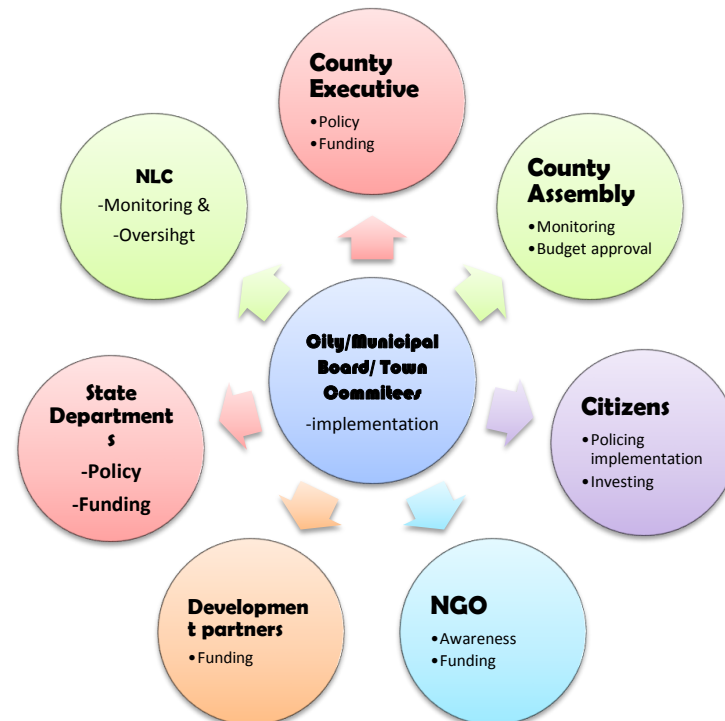 County
Executive
•Policy
•Funding
County
Assembly
•Monitoring
•Budget approval
Citizens
•Policing
implementation
•Investing
NGO
•Awareness
•Funding
Developmen
t partners
•Funding
State
Department
s
-Policy
-Funding
NLC
-Monitoring &
-Oversihgt
City/Municipal
Board/ Town
Commitees
-implementation